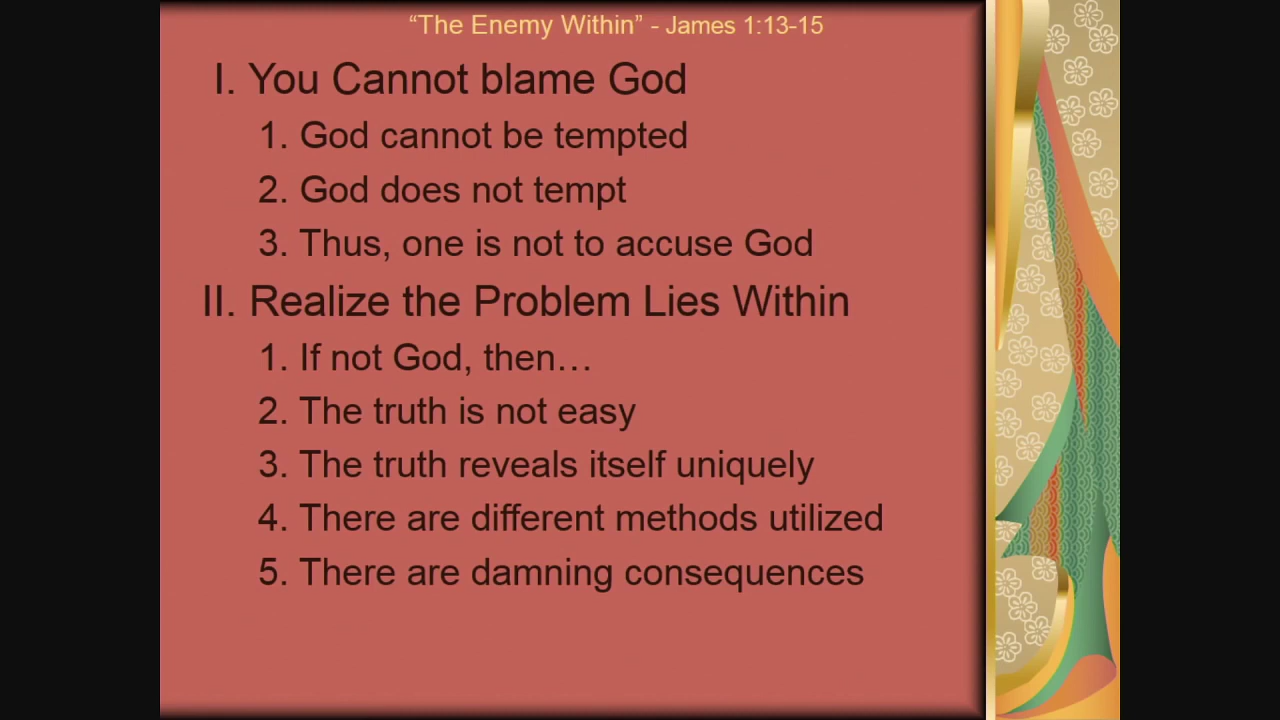 “The Enemy Within” - James 1:13-15
I. You Cannot blame God
1. God cannot be tempted
2. God does not tempt
3. Thus, one is not to accuse God
II. Realize the Problem Lies Within
1. If not God, then…
2. The truth is not easy
3. The truth reveals itself uniquely
4. There are different methods utilized
5. There are damning consequences